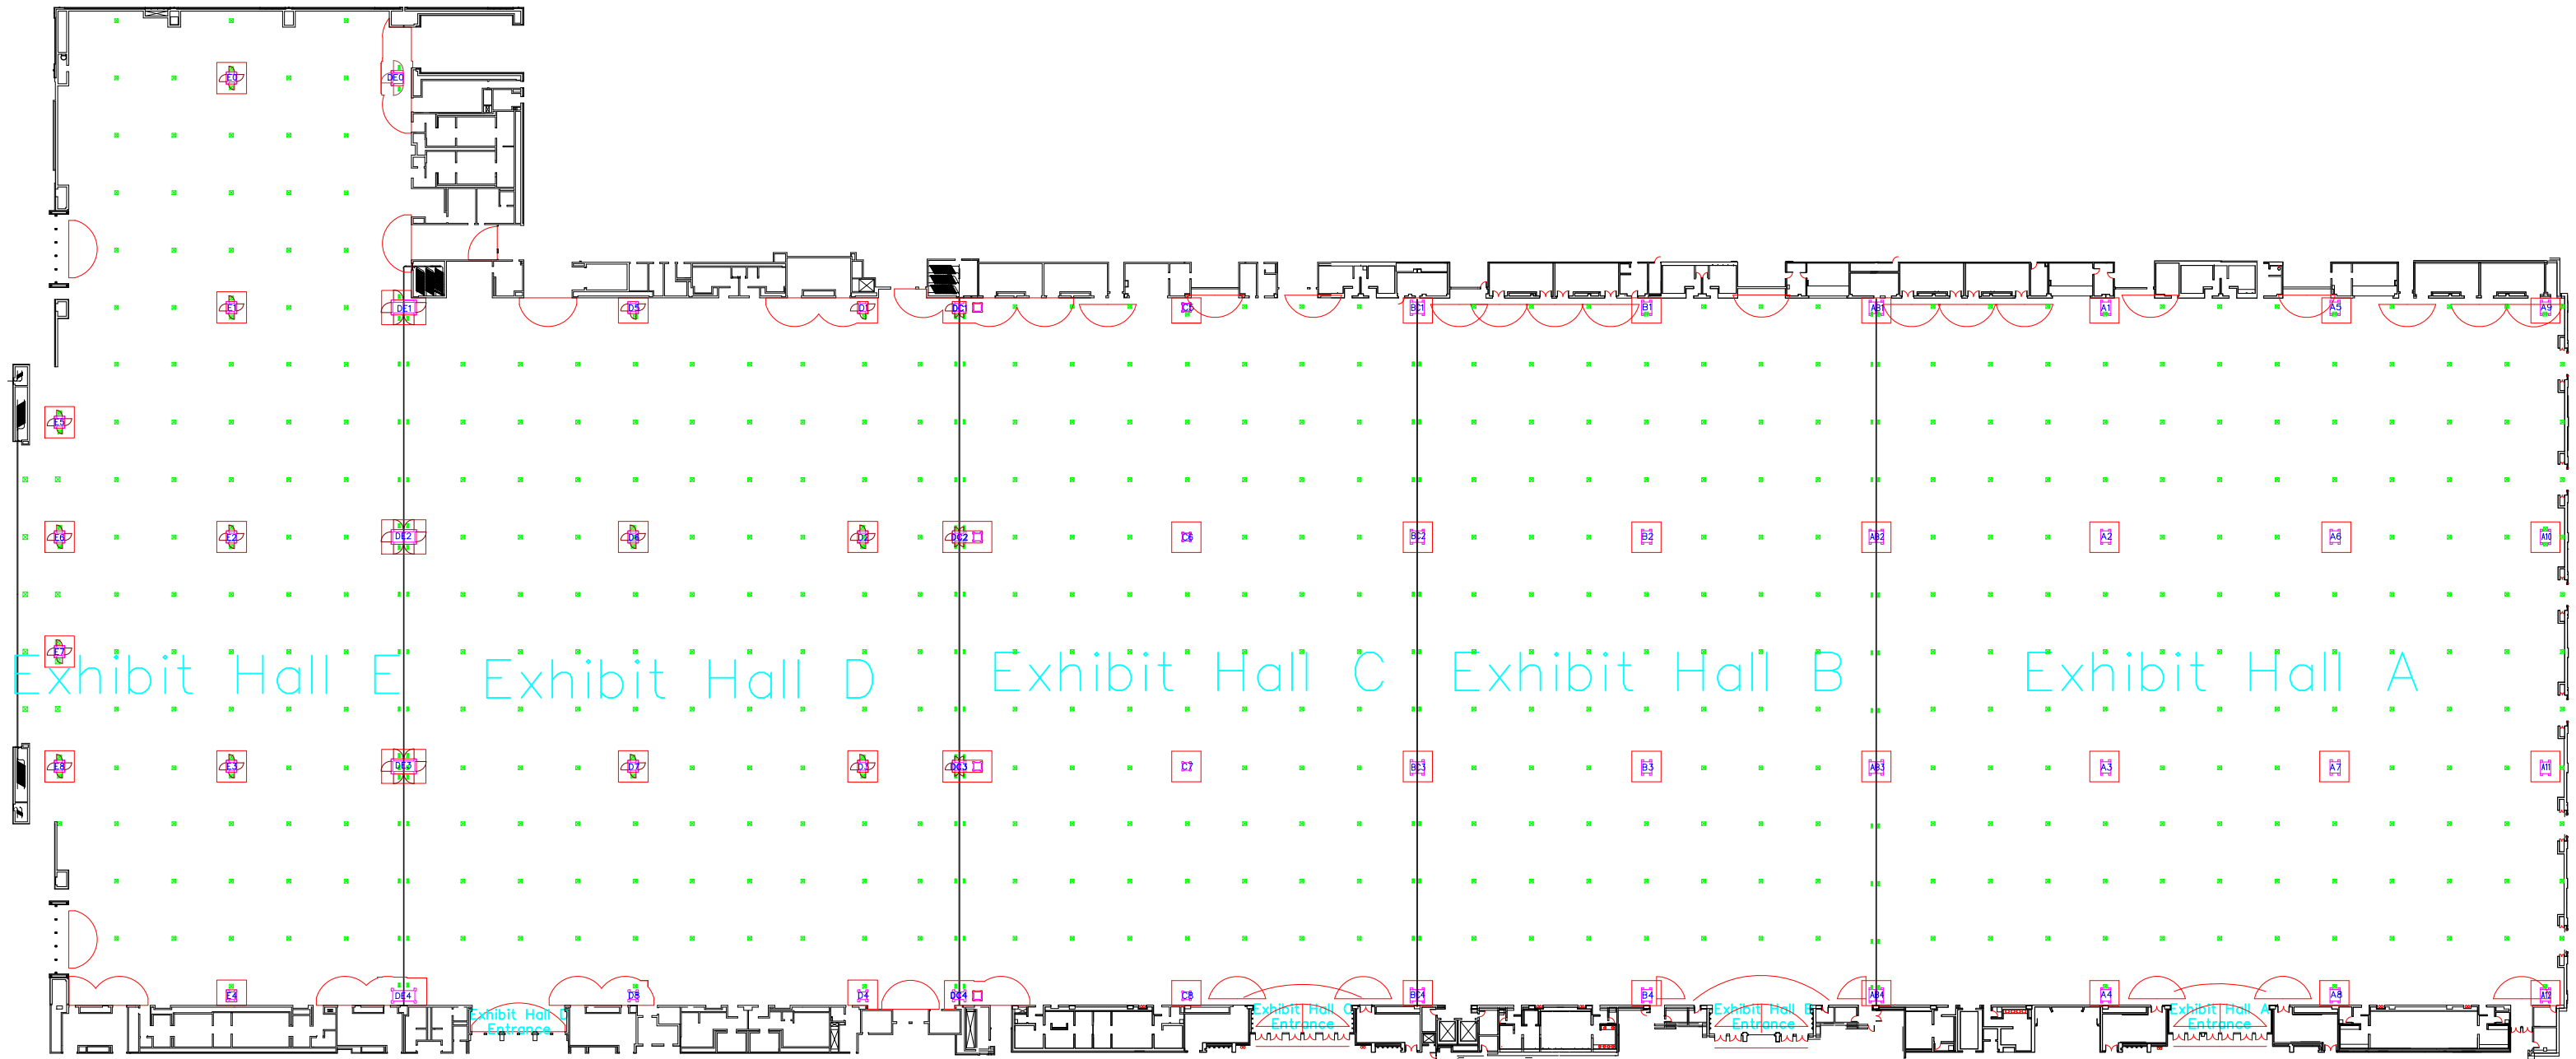 E0 DE0
E1 DE1 D5 D1 DC1 C5 BC1 B1 AB1 A1 A5 A9
E5
E6 E2 DE2 D6 D2 DC2 C6 BC2 B2 AB2 A2 A6 A10
E7
Exhibit Hall E Exhibit Hall D Exhibit Hall C Exhibit Hall B Exhibit Hall A
E8 E3 DE3 D7 D3 DC3 C7 BC3 B3 AB3 A3 A7 A11
E4 DE4 D8 D4 DC4 C8 BC4 B4 AB4 A4 A8 A12
Exhibit Hall D Exhibit Hall C Exhibit Hall B Exhibit Hall A
Entrance Entrance Entrance Entrance